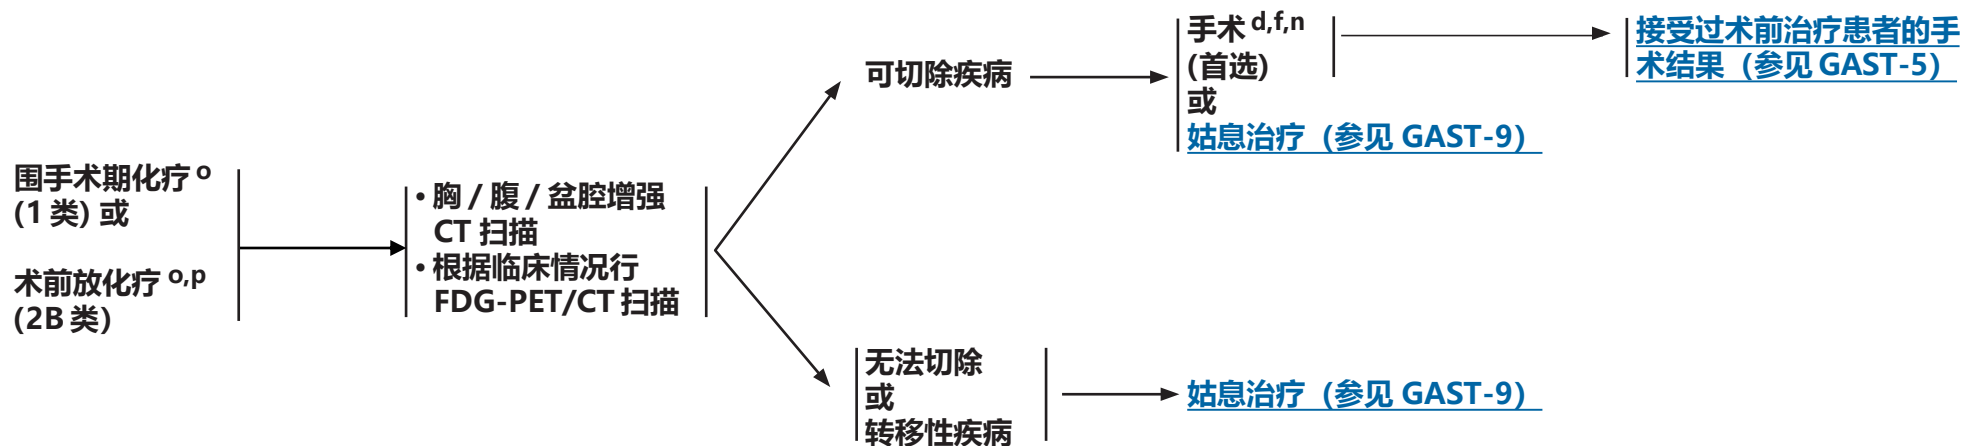 围手术期化疗 o
(1 类) 或
术前放化疗 o,p
(2B 类)
• 胸 / 腹 / 盆腔增强
CT 扫描
• 根据临床情况行
FDG-PET/CT 扫描
可切除疾病
手术 d,f,n
(首选)
或
姑息治疗（参见 GAST-9）
接受过术前治疗患者的手
术结果（参见 GAST-5）
无法切除
或
转移性疾病
姑息治疗（参见 GAST-9）